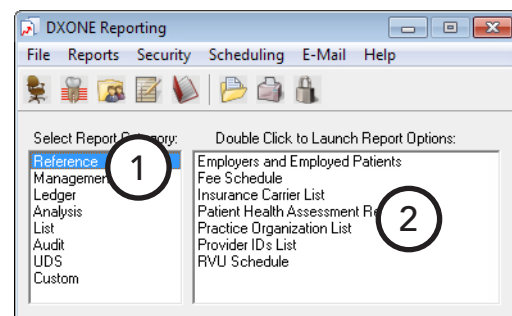 DXONE Reporting
File Reports Security Scheduling E-Mail Help
Select Report Category: Double Click to Launch Report Options:
Reference
Management
Ledger
Analysis
List
Audit
UDS
Custom
1
Employers and Employed Patients
Fee Schedule
Insurance Carrier List
Patient Health Assessment
Practice Organization List
Provider IDs List
RVU Schedule
2